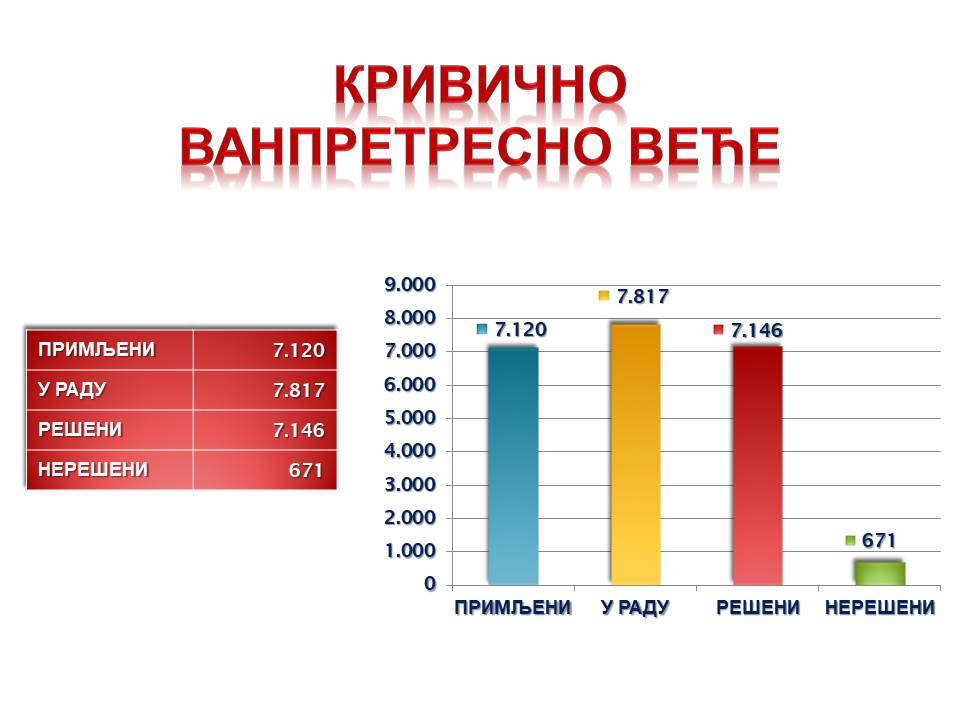 КРИВИЧНО
ВАНПРЕТРЕСНО ВЕЋЕ
ПРИМЉЕНИ 7.120
У РАДУ 7.817
РЕШЕНИ 7.146
НЕРЕШЕНИ 671
9.000
8.000
7.000
6.000
5.000
4.000
3.000
2.000
1.000
0
7.120
7.817
7.146
671
ПРИМЉЕНИ У РАДУ РЕШЕНИ НЕРЕШЕНИ